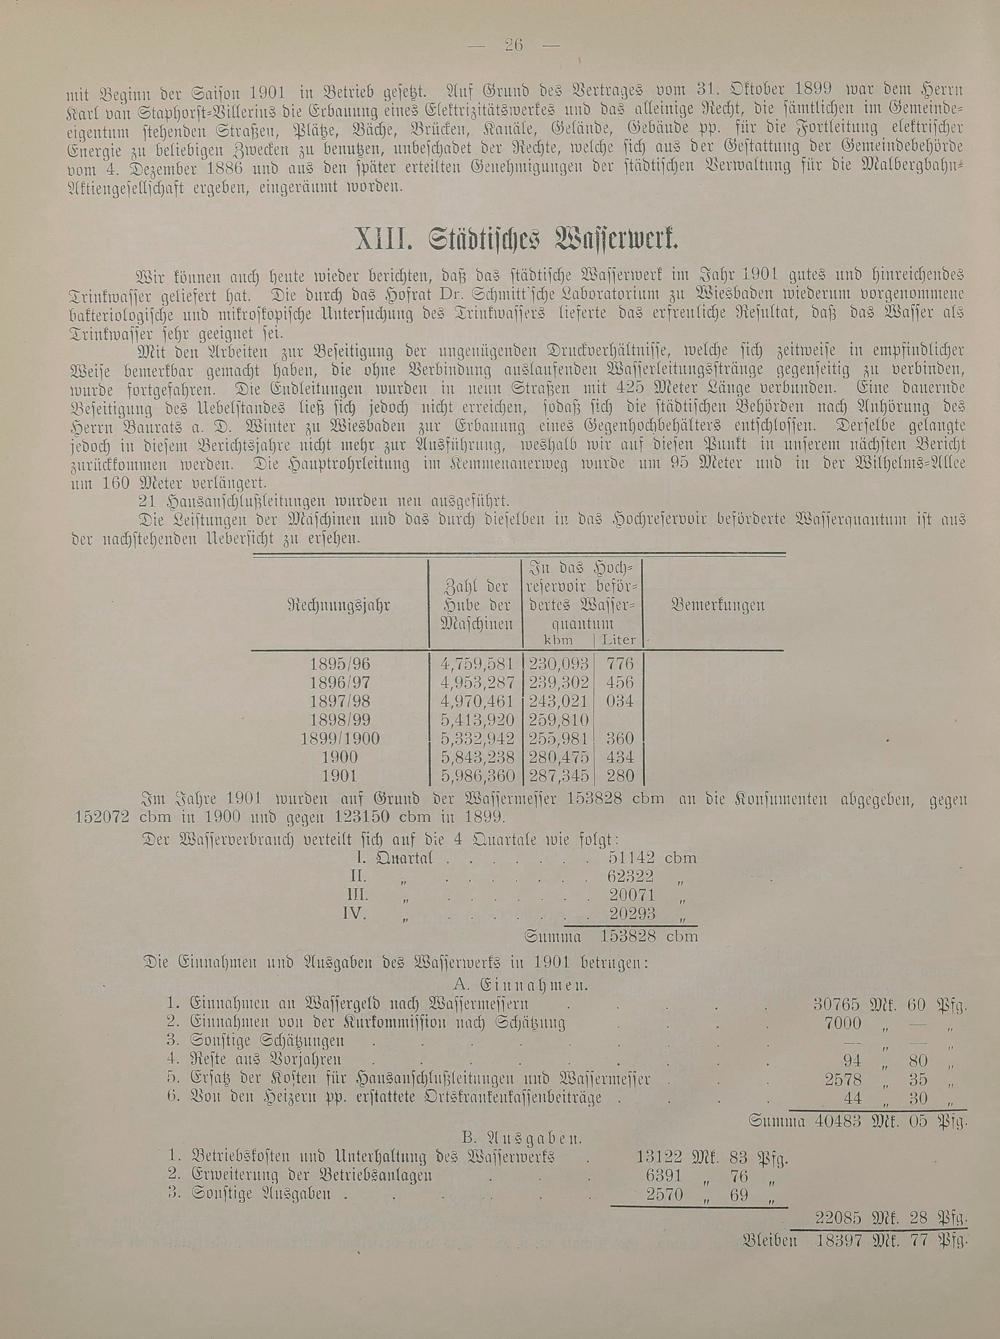 — 26 —
mit Beginn der Saiſon 1901 in Betrieb geſetzt. Auf Grund des Vertrages vom 31. Oktober 1899 war dem Herrn
Karl van Staphorſt-Villerius die Erbauung eines Elektrizitätswerkes und das alleinige Recht, die ſämtlichen im Gemeinde-
eigentum ſtehenden Straßen, Plätze, Bäche, Brücken, Kanäle, Gelände, Gebäude pp. für die Fortleitung elektriſcher
Energie zu beliebigen Zwecken zu benutzen, unbeſchadet der Rechte, welche ſich aus der Geſtattung der Gemeindebehörde
vom 4. Dezember 1886 und aus den ſpäter erteilten Genehmigungen der ſtädtiſchen Verwaltung für die Malbergbahn-
Aktiengeſellſchaft ergeben, eingeräumt worden.
XIII. Städtiſches Waſſerwerk.
Wir können auch heute wieder berichten, daß das ſtädtiſche Waſſerwerk im Jahr 1901 gutes und hinreichendes
Trinkwaſſer geliefert hat. Die durch das Hofrat Dr. Schmitt'ſche Laboratorium zu Wiesbaden wiederum vorgenommene
bakteriologiſche und mikroſkopiſche Unterſuchung des Trinkwaſſers lieferte das erfreuliche Reſultat, daß das Waſſer als
Trinkwaſſer ſehr geeignet ſei.
Mit den Arbeiten zur Beſeitigung der ungenügenden Druckverhältniſſe, welche ſich zeitweiſe in empfindlicher
Weiſe bemerkbar gemacht haben, die ohne Verbindung auslaufenden Waſſerleitungsſtränge gegenſeitig zu verbinden,
wurde fortgefahren. Die Endleitungen wurden in neun Straßen mit 425 Meter Länge verbunden. Eine dauernde
Beſeitigung des Uebelſtandes ließ ſich jedoch nicht erreichen, ſodaß ſich die ſtädtiſchen Behörden nach Anhörung des
Herrn Baurats a. D. Winter zu Wiesbaden zur Erbauung eines Gegenhochbehälters entſchloſſen. Derſelbe gelangte
jedoch in dieſem Berichtsjahre nicht mehr zur Ausführung, weshalb wir auf dieſen Punkt in unſerem nächſten Bericht
zurückkommen werden. Die Hauptrohrleitung im Kemmenauerweg wurde um 95 Meter und in der Wilhelms-Allee
um 160 Meter verlängert.
21 Hausanſchlußleitungen wurden neu ausgeführt.
Die Leiſtungen der Maſchinen und das durch dieſelben in das Hochreſervoir beförderte Waſſerquantum iſt aus
der nachſtehenden Ueberſicht zu erſehen.
Rechnungsjahr | Zahl der Hube der Maſchinen | In das Hoch-reſervoir beför-dertes Waſſer-quantum kbm | Liter | Bemerkungen
1895/96 4,759,581 230,093 776
1896/97 4,953,287 239,302 456
1897/98 4,970,461 243,021 034
1898/99 5,413,920 259,810
1899/1900 5,332,942 255,981 360
1900 5,843,238 280,475 434
1901 5,986,360 287,345 280
Im Jahre 1901 wurden auf Grund der Waſſermeſſer 153828 cbm an die Konſumenten abgegeben, gegen
152072 cbm in 1900 und gegen 123150 cbm in 1899.
Der Waſſerverbrauch verteilt ſich auf die 4 Quartale wie folgt:
I. Quartal . . . . . . . 51142 cbm
II. „ . . . . . . . 62322 „
III. „ . . . . . . . 20071 „
IV. „ . . . . . . . 20293 „
Summa 153828 cbm
Die Einnahmen und Ausgaben des Waſſerwerks in 1901 betrugen:
A. Einnahmen.
1. Einnahmen an Waſſergeld nach Waſſermeſſern . . . . 30765 Mk. 60 Pfg.
2. Einnahmen von der Kurkommiſſion nach Schätzung . . . 7000 „ — „
3. Sonſtige Schätzungen . . . . . . . — „ — „
4. Reſte aus Vorjahren . . . . . . . 94 „ 80 „
5. Erſatz der Koſten für Hausanſchlußleitungen und Waſſermeſſer . . . 2578 „ 35 „
6. Von den Heizern pp. erſtattete Ortskrankenkaſſenbeiträge . . . . 44 „ 30 „
Summa 40483 Mk. 05 Pfg.
B. Ausgaben.
1. Betriebskoſten und Unterhaltung des Waſſerwerks . 13122 Mk. 83 Pfg.
2. Erweiterung der Betriebsanlagen . . . 6391 „ 76 „
3. Sonſtige Ausgaben . . . . . . 2570 „ 69 „
22085 Mk. 28 Pfg.
Bleiben 18397 Mk. 77 Pfg.